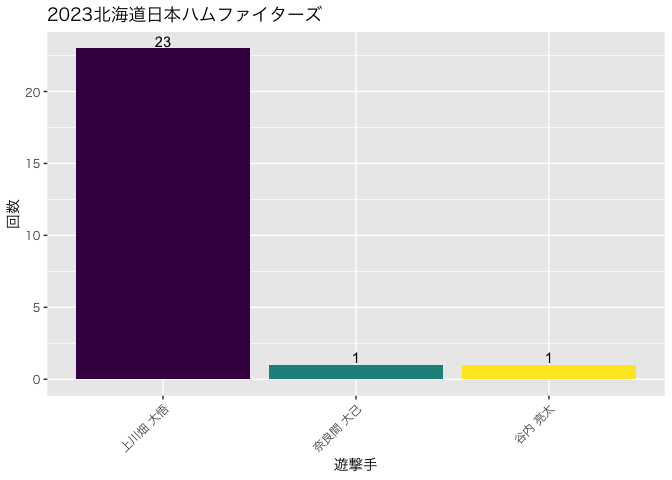 2023北海道日本ハムファイターズ
23
1
1
20
15
10
5
0
回数
上川畑 大悟
奈良間 大己
谷内 亮太
遊撃手